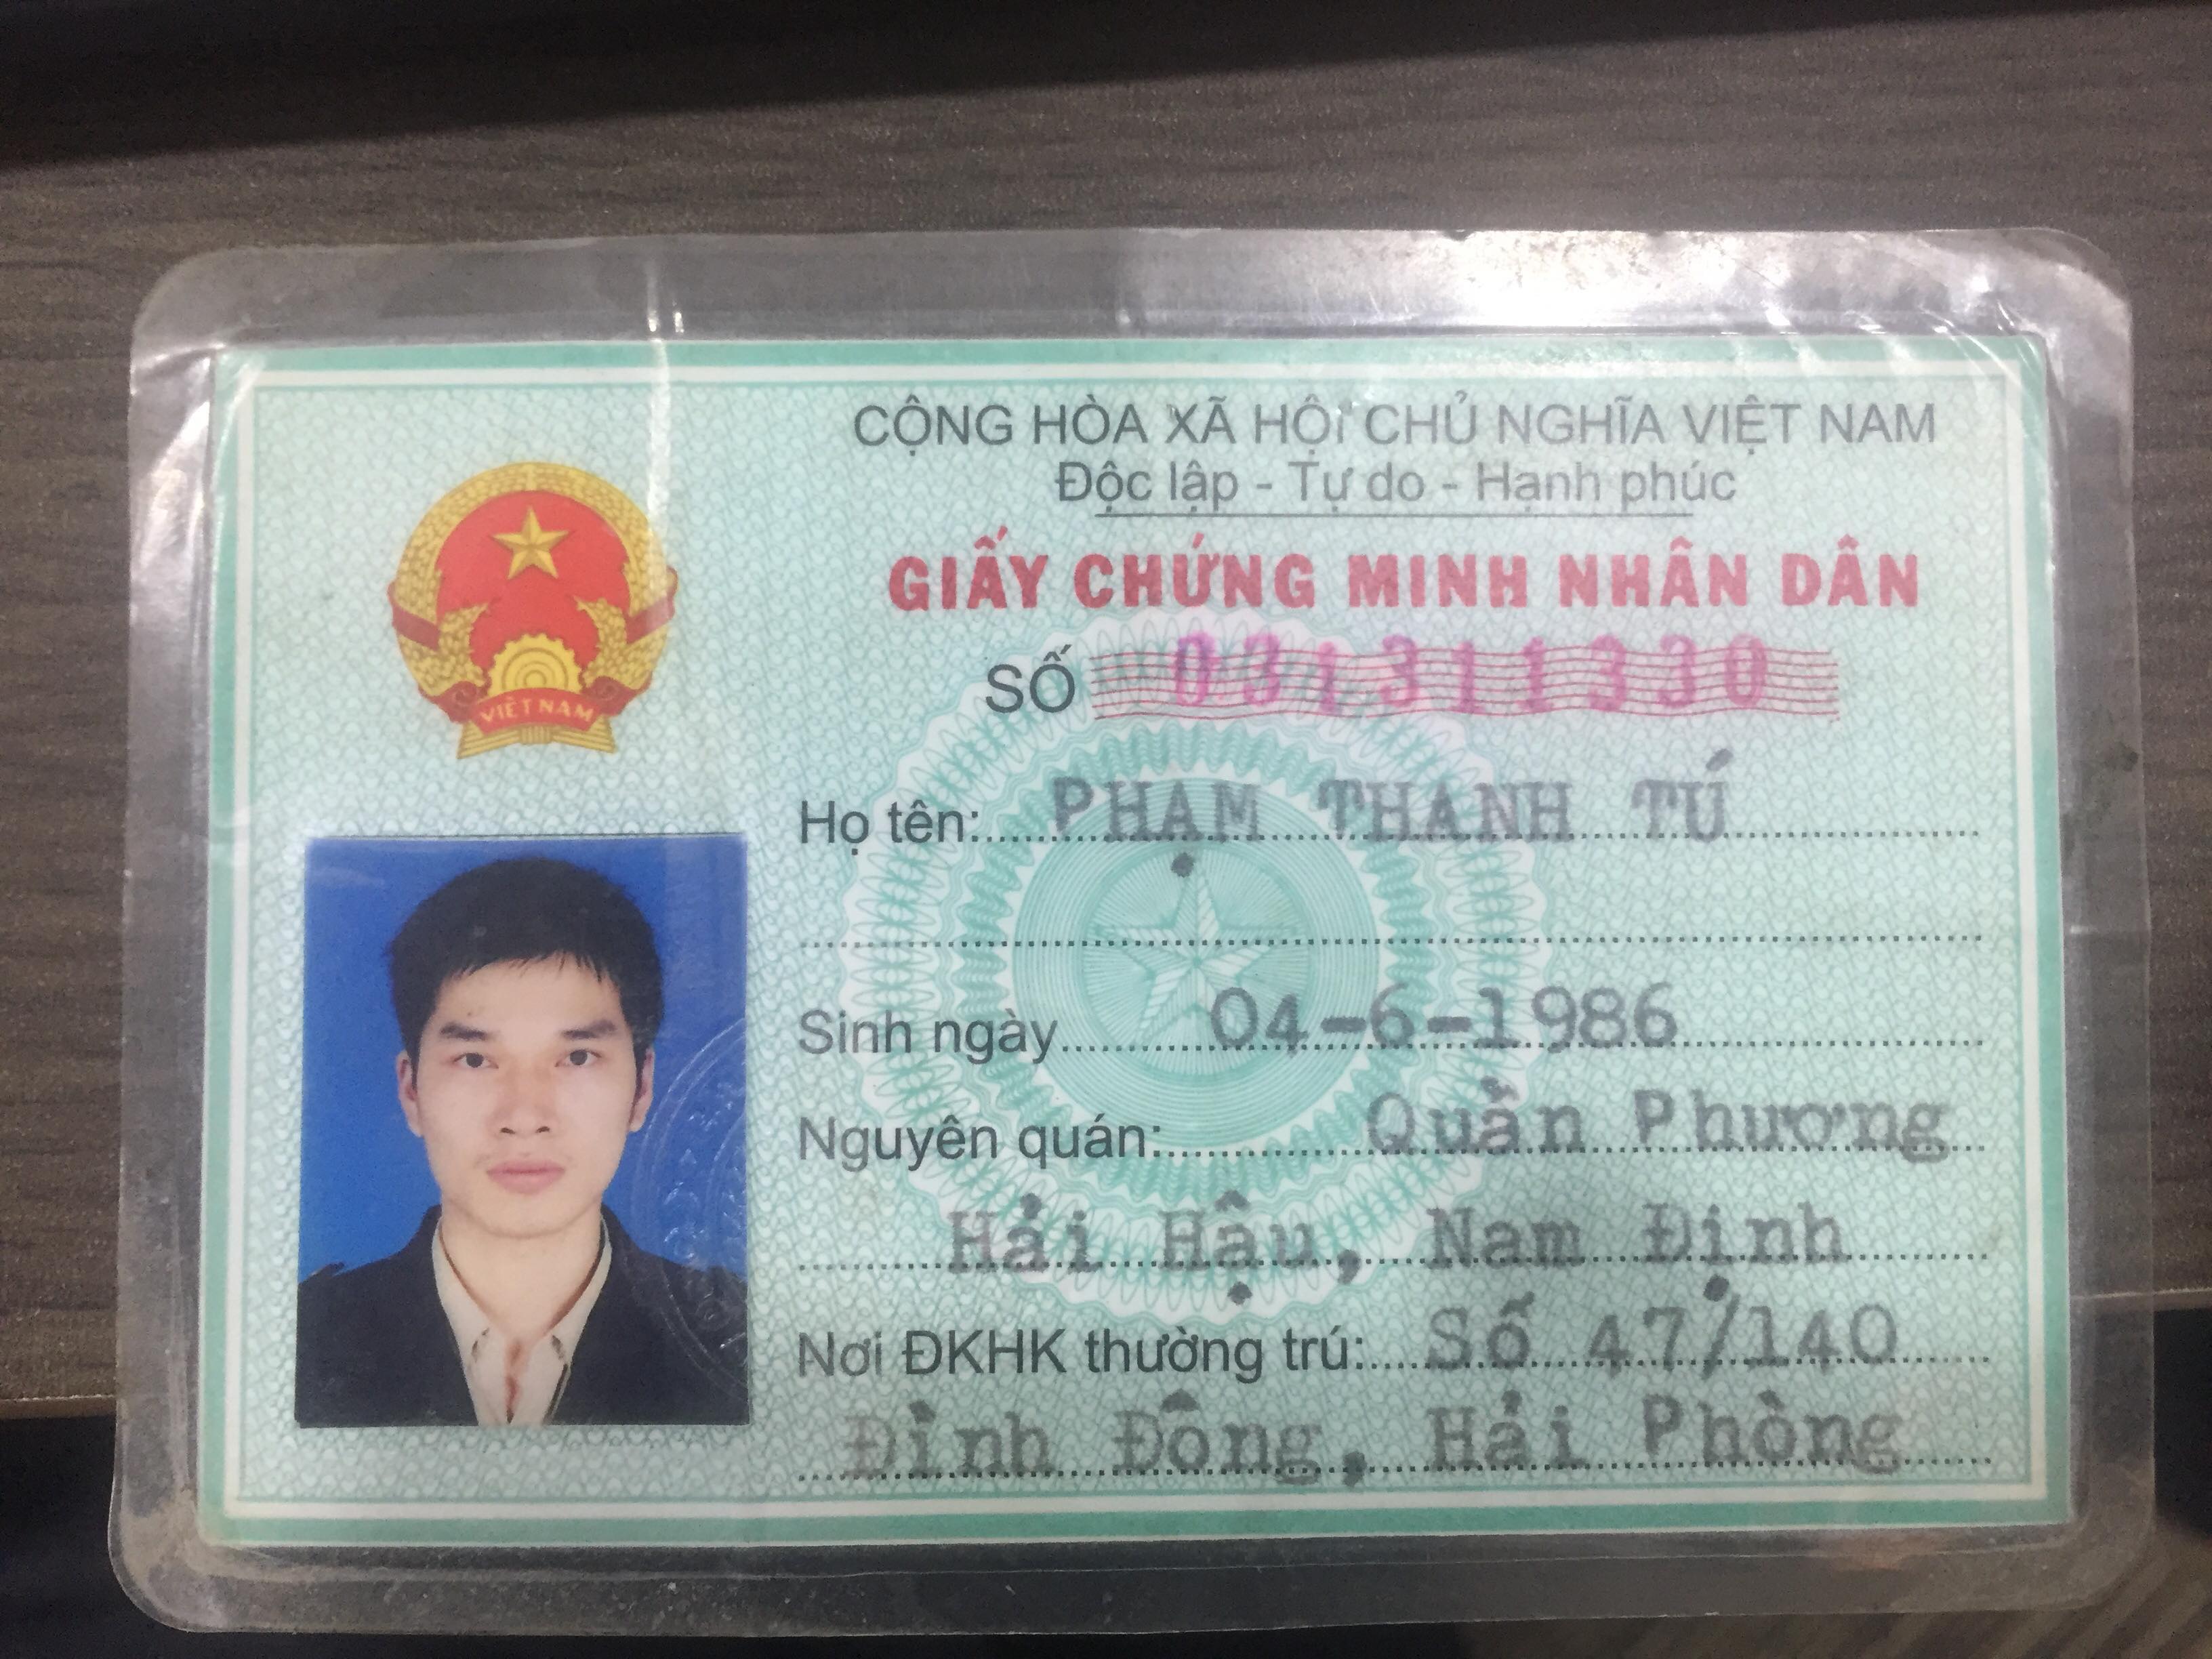 CỘNG HÒA XÃ HỘI CHỦ NGHĨA VIỆT NAM
Độc lập - Tự do - Hạnh phúc
GIẤY CHỨNG MINH NHÂN DÂN
SỐ 031311330
VIỆT NAM
Họ tên: PHẠM THANH TÚ
Sinh ngày 04-6-1986
Nguyên quán: Quần Phương
Hải Hậu, Nam Định
Nơi ĐKHK thường trú: Số 47/140
Đình Đông, Hải Phòng